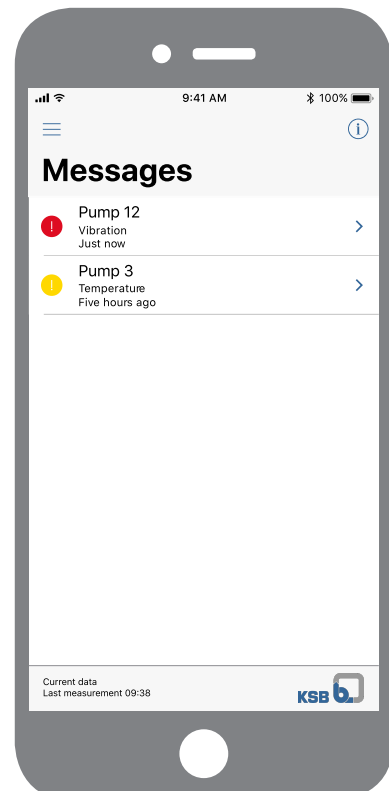 9:41 AM
100%
i
Messages
!
Pump 12
Vibration
Just now
!
Pump 3
Temperature
Five hours ago
Current data
Last measurement 09:38
KSB b.